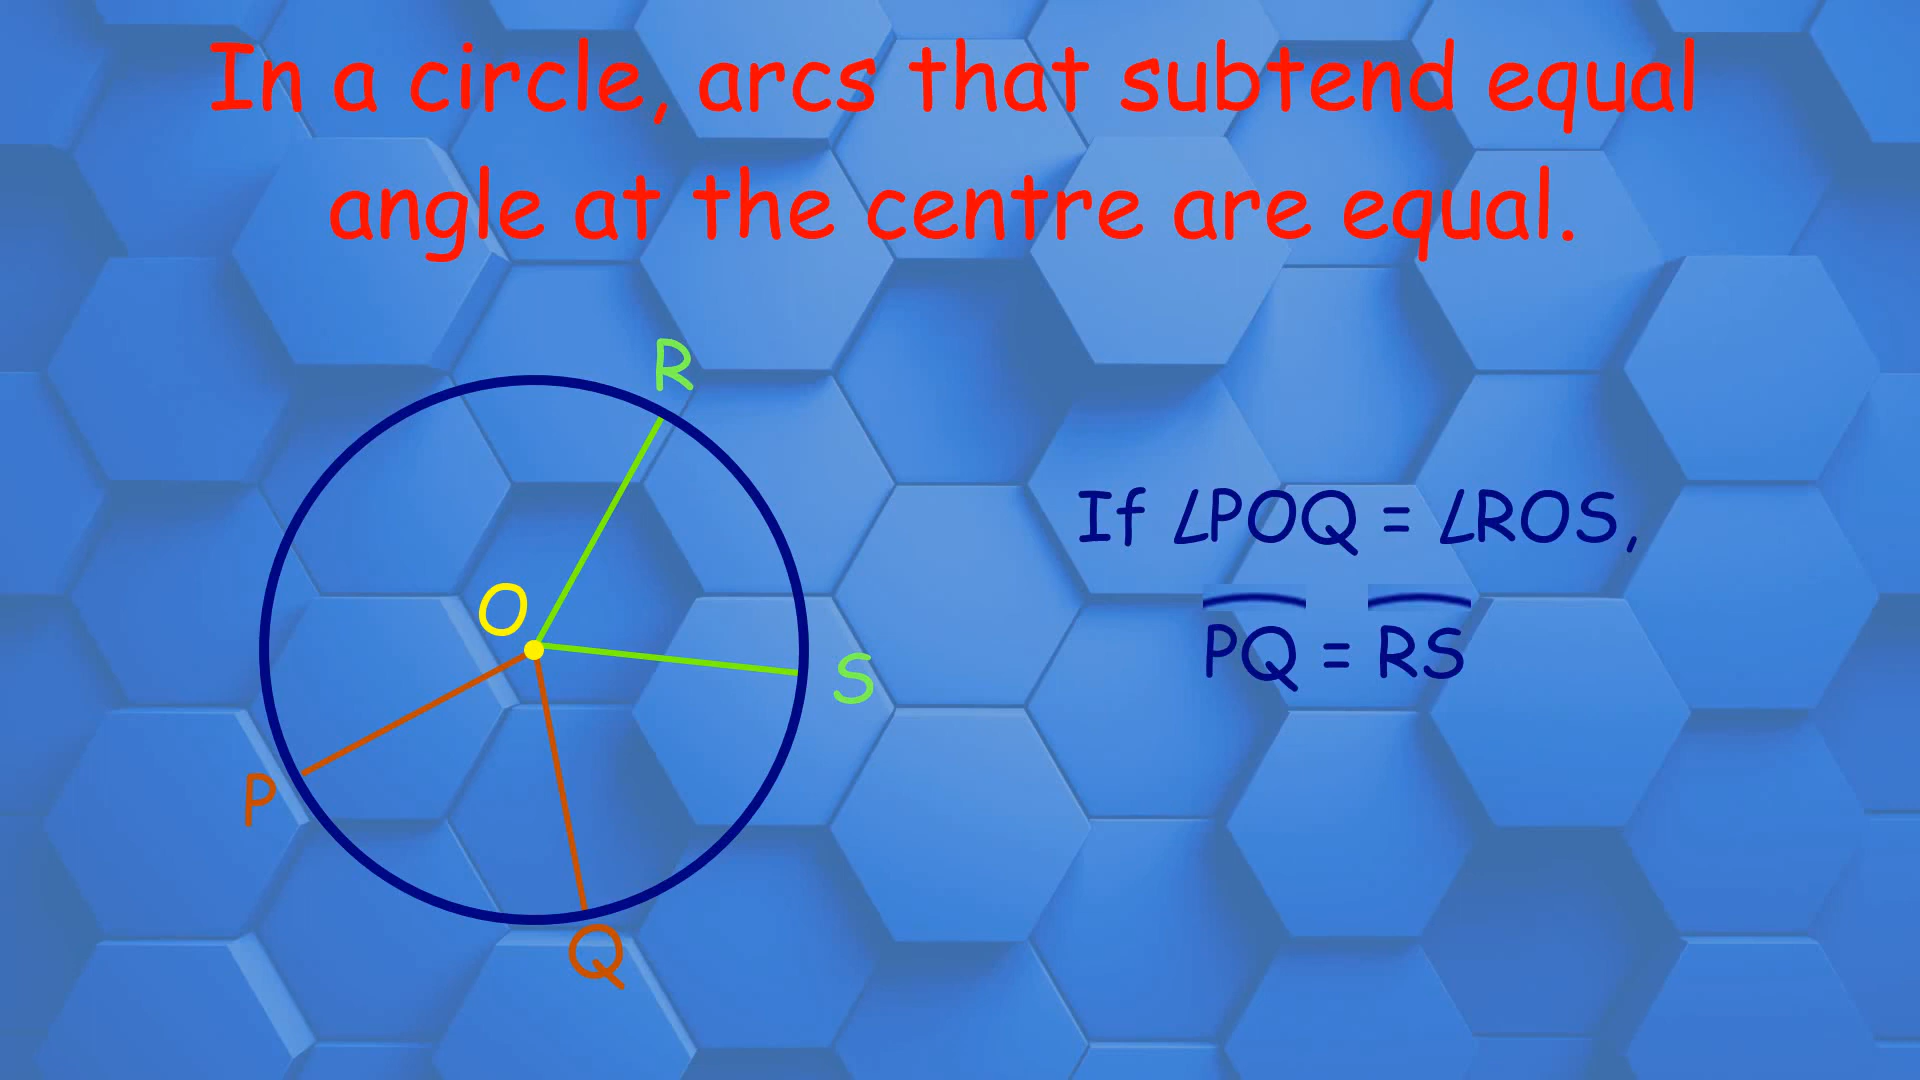 In a circle, arcs that subtend equal
angle at the centre are equal.
R
O
S
P
Q
If ∠POQ = ∠ROS,
⁀PQ = ⁀RS